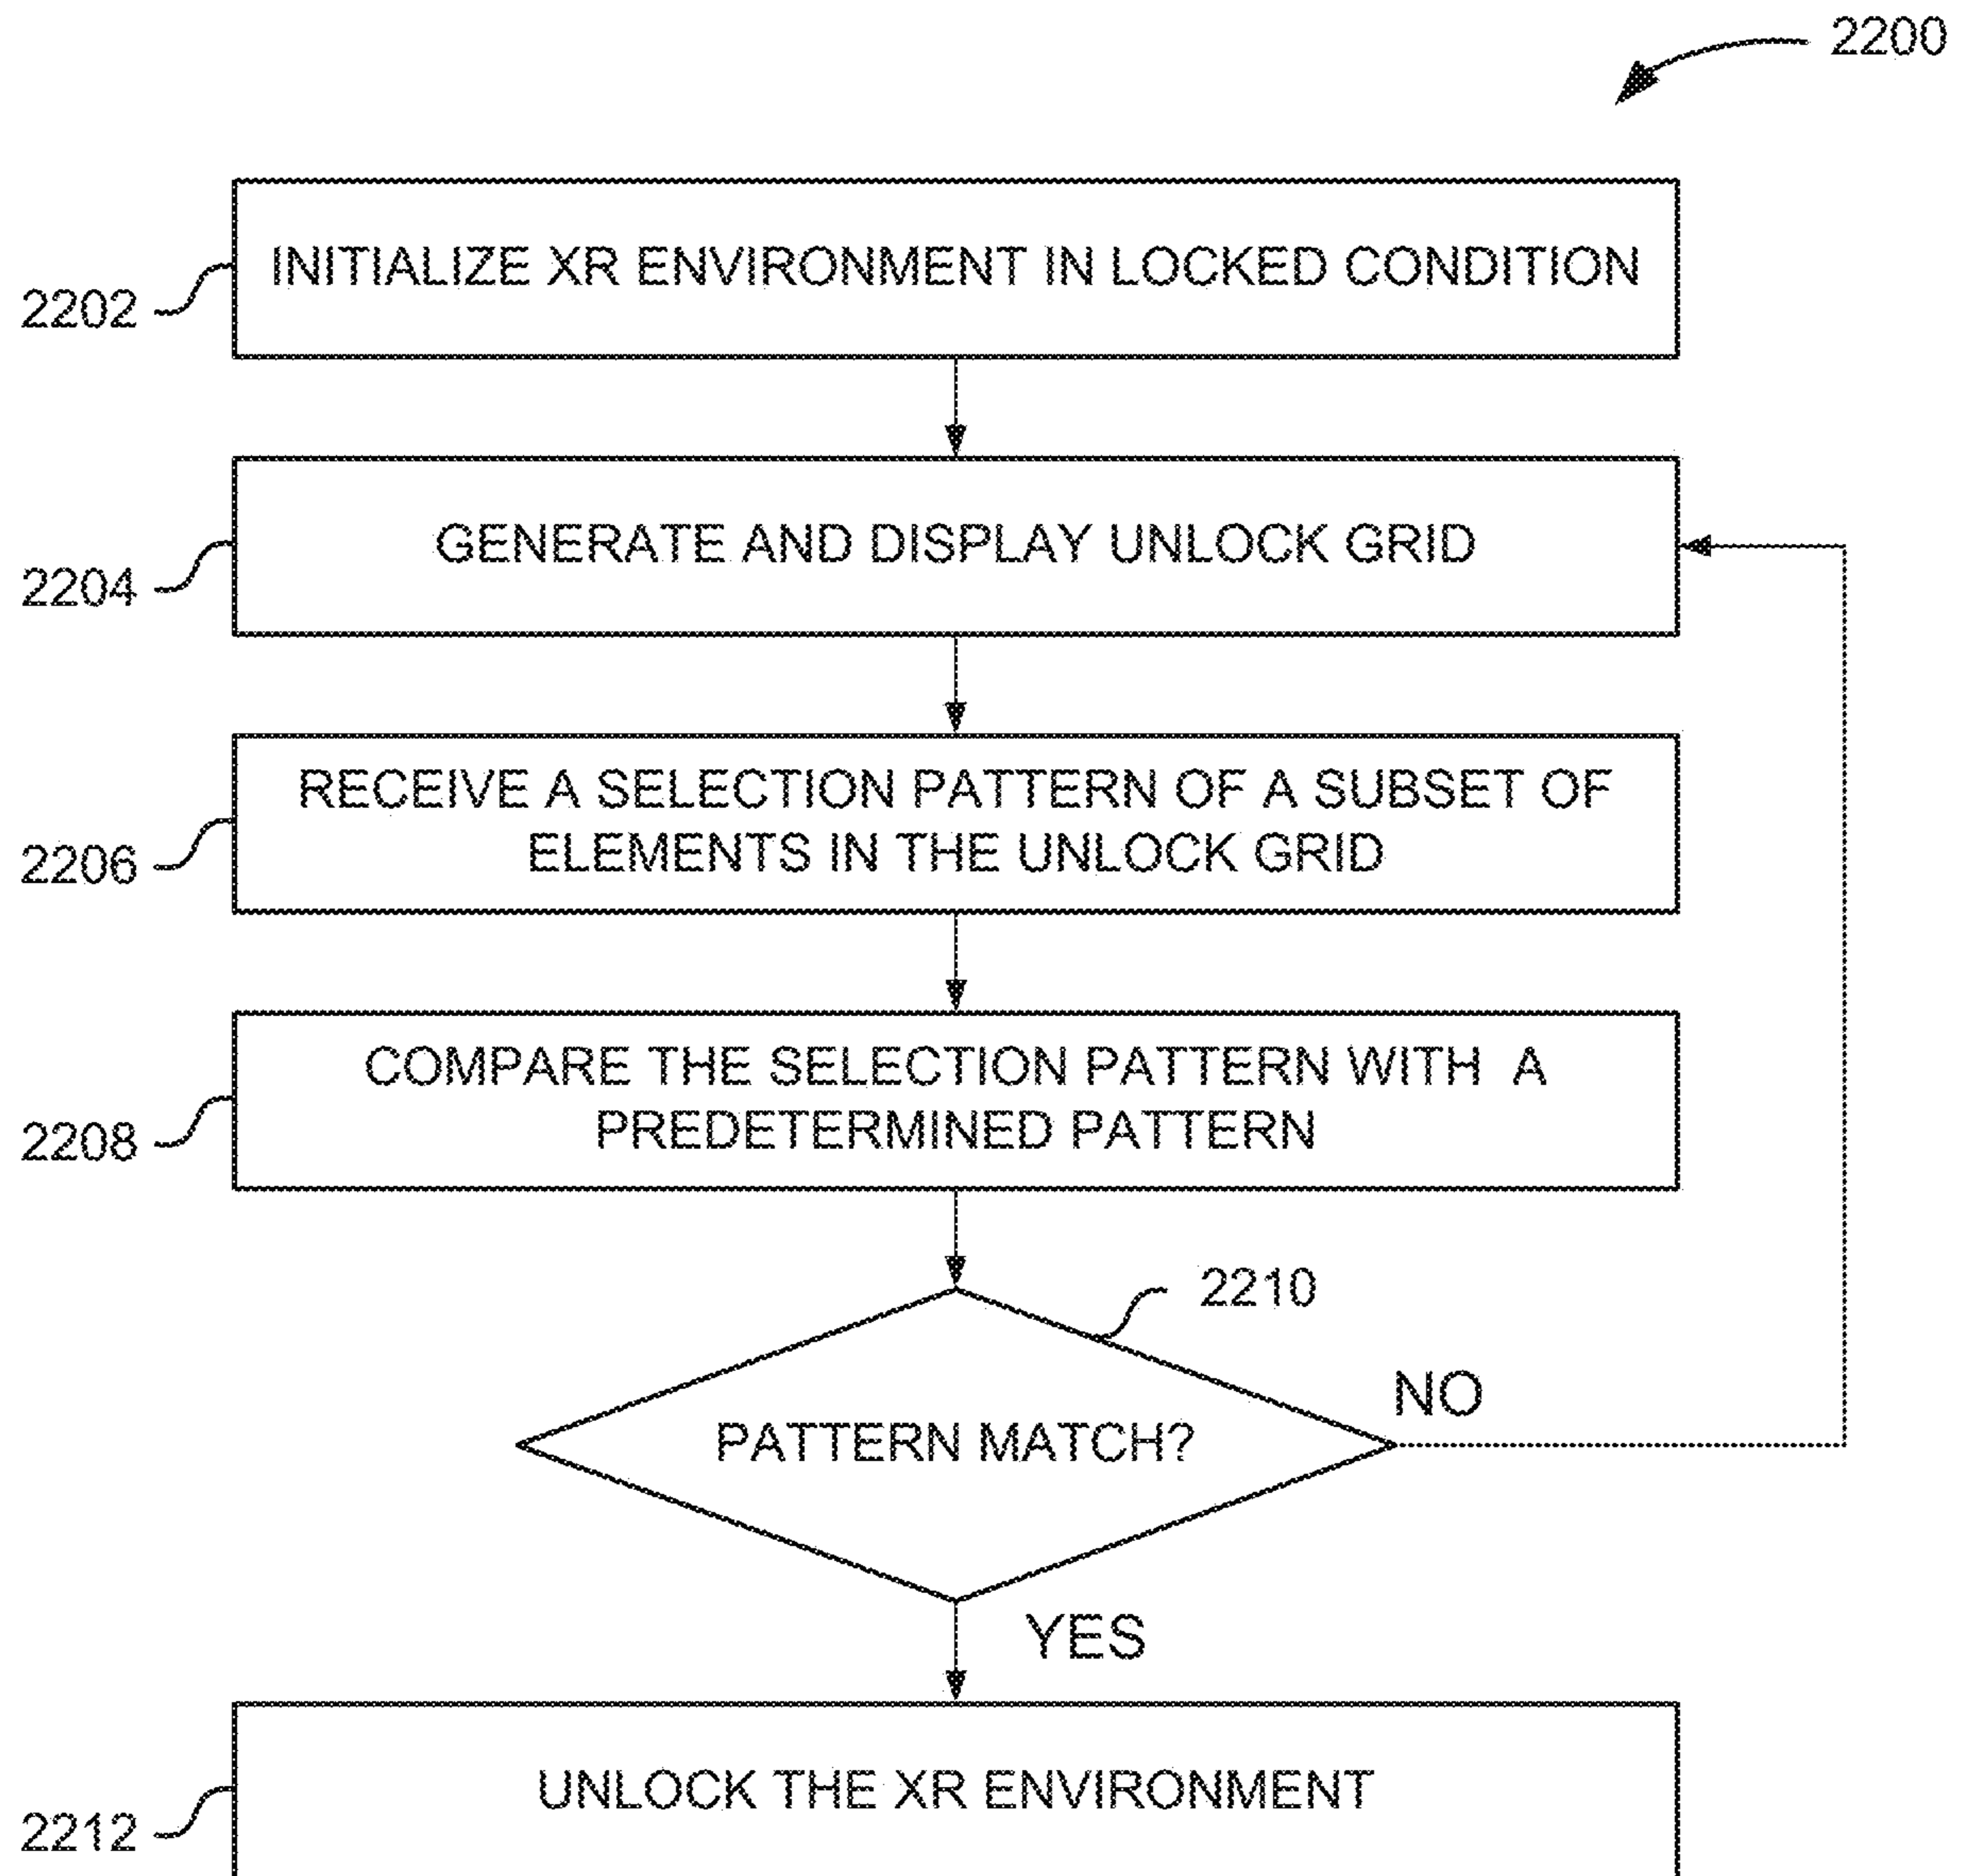 2200
INITIALIZE XR ENVIRONMENT IN LOCKED CONDITION
2202
GENERATE AND DISPLAY UNLOCK GRID
2204
RECEIVE A SELECTION PATTERN OF A SUBSET OF
ELEMENTS IN THE UNLOCK GRID
2206
COMPARE THE SELECTION PATTERN WITH A
PREDETERMINED PATTERN
2208
2210
NO
PATTERN MATCH?
YES
UNLOCK THE XR ENVIRONMENT
2212